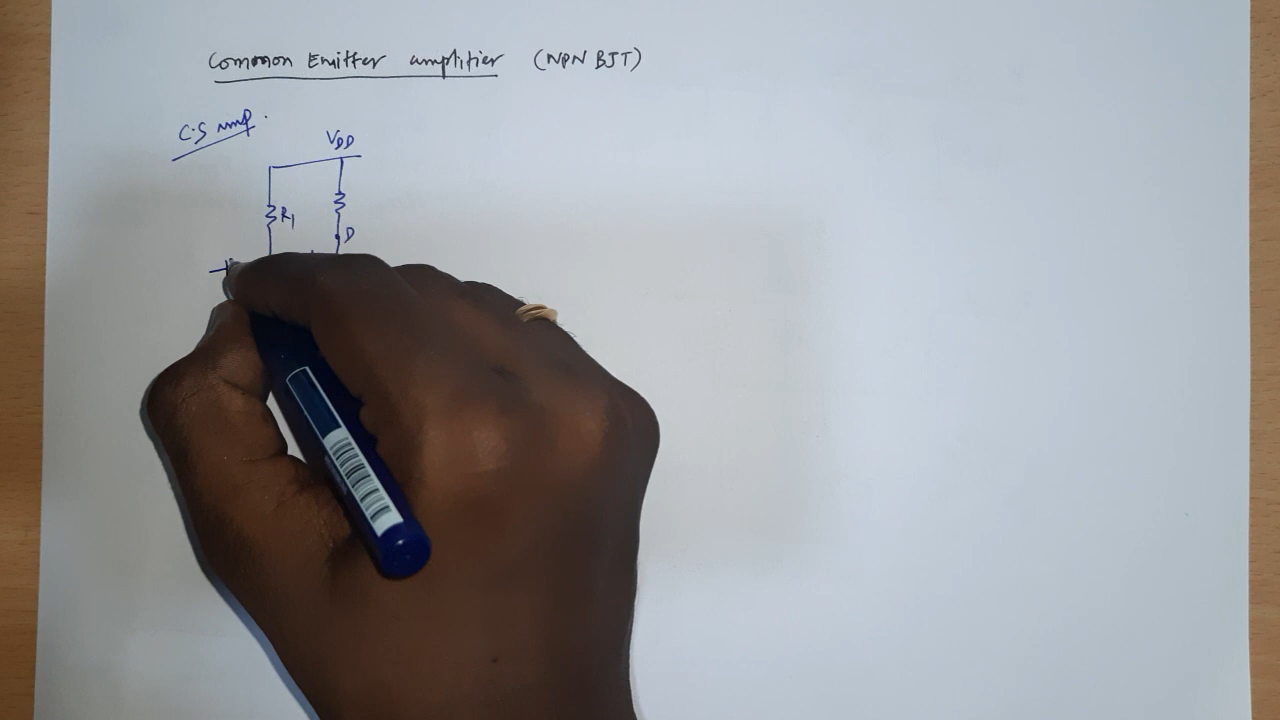 Common Emitter amplifier (NPN BJT)
C.S amp.
VDD
R1
D